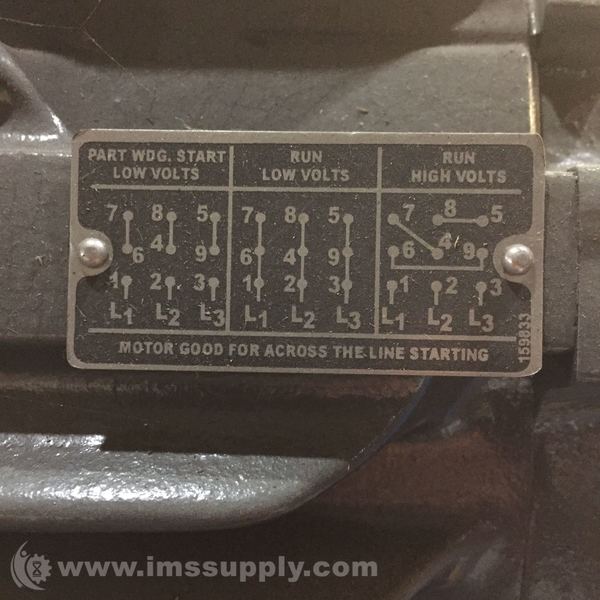 PART WDG. START
LOW VOLTS
7 8 5
6 4 9
1 2 3
L1 L2 L3
RUN
LOW VOLTS
7 8 5
6 4 9
1 2 3
L1 L2 L3
RUN
HIGH VOLTS
7 8 5
6 4 9
1 2 3
L1 L2 L3
MOTOR GOOD FOR ACROSS THE LINE STARTING
159833
www.imssupply.com